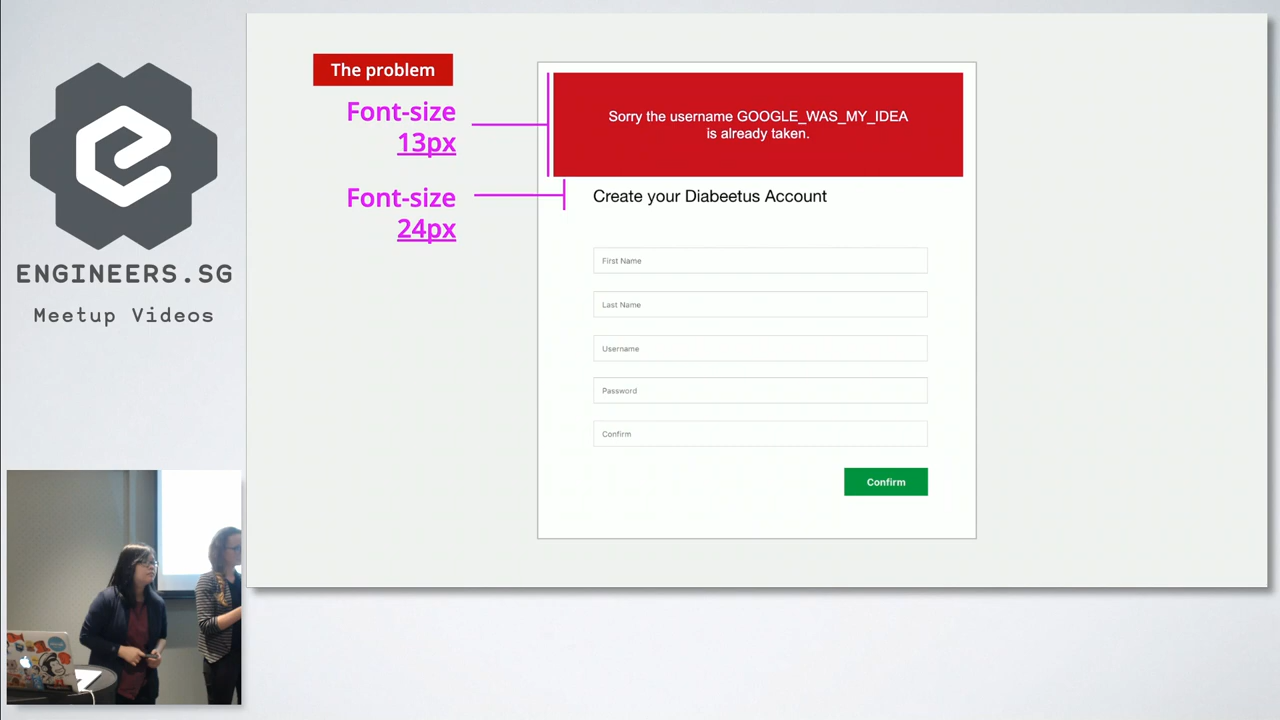 ENGINEERS.SG
Meetup Videos
The problem
Font-size
13px
Font-size
24px
Sorry the username GOOGLE_WAS_MY_IDEA
is already taken.
Create your Diabeetus Account
First Name
Last Name
Username
Password
Confirm
Confirm